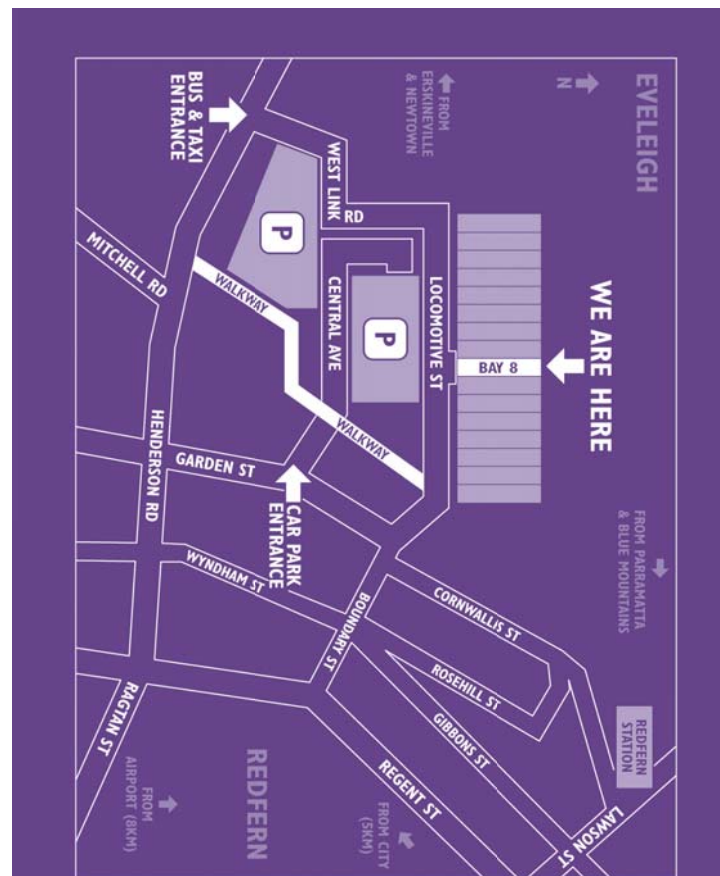 EVELEIGH
N
FROM
ERSKINEVILLE
& NEWTOWN
BUS & TAXI
ENTRANCE
WEST LINK
RD
P
P
MITCHELL RD
WALKWAY
CENTRAL AVE
LOCOMOTIVE ST
BAY 8
WE ARE HERE
WALKWAY
HENDERSON RD
GARDEN ST
CAR PARK
ENTRANCE
FROM PARRAMATTA
& BLUE MOUNTAINS
WYNDHAM ST
BOUNDARY ST
CORNWALLIS ST
ROSEHILL ST
GIBBONS ST
REDFERN
STATION
RAGTAN ST
REGENT ST
LAWSON ST
REDFERN
FROM
AIRPORT (8KM)
FROM CITY
(5KM)